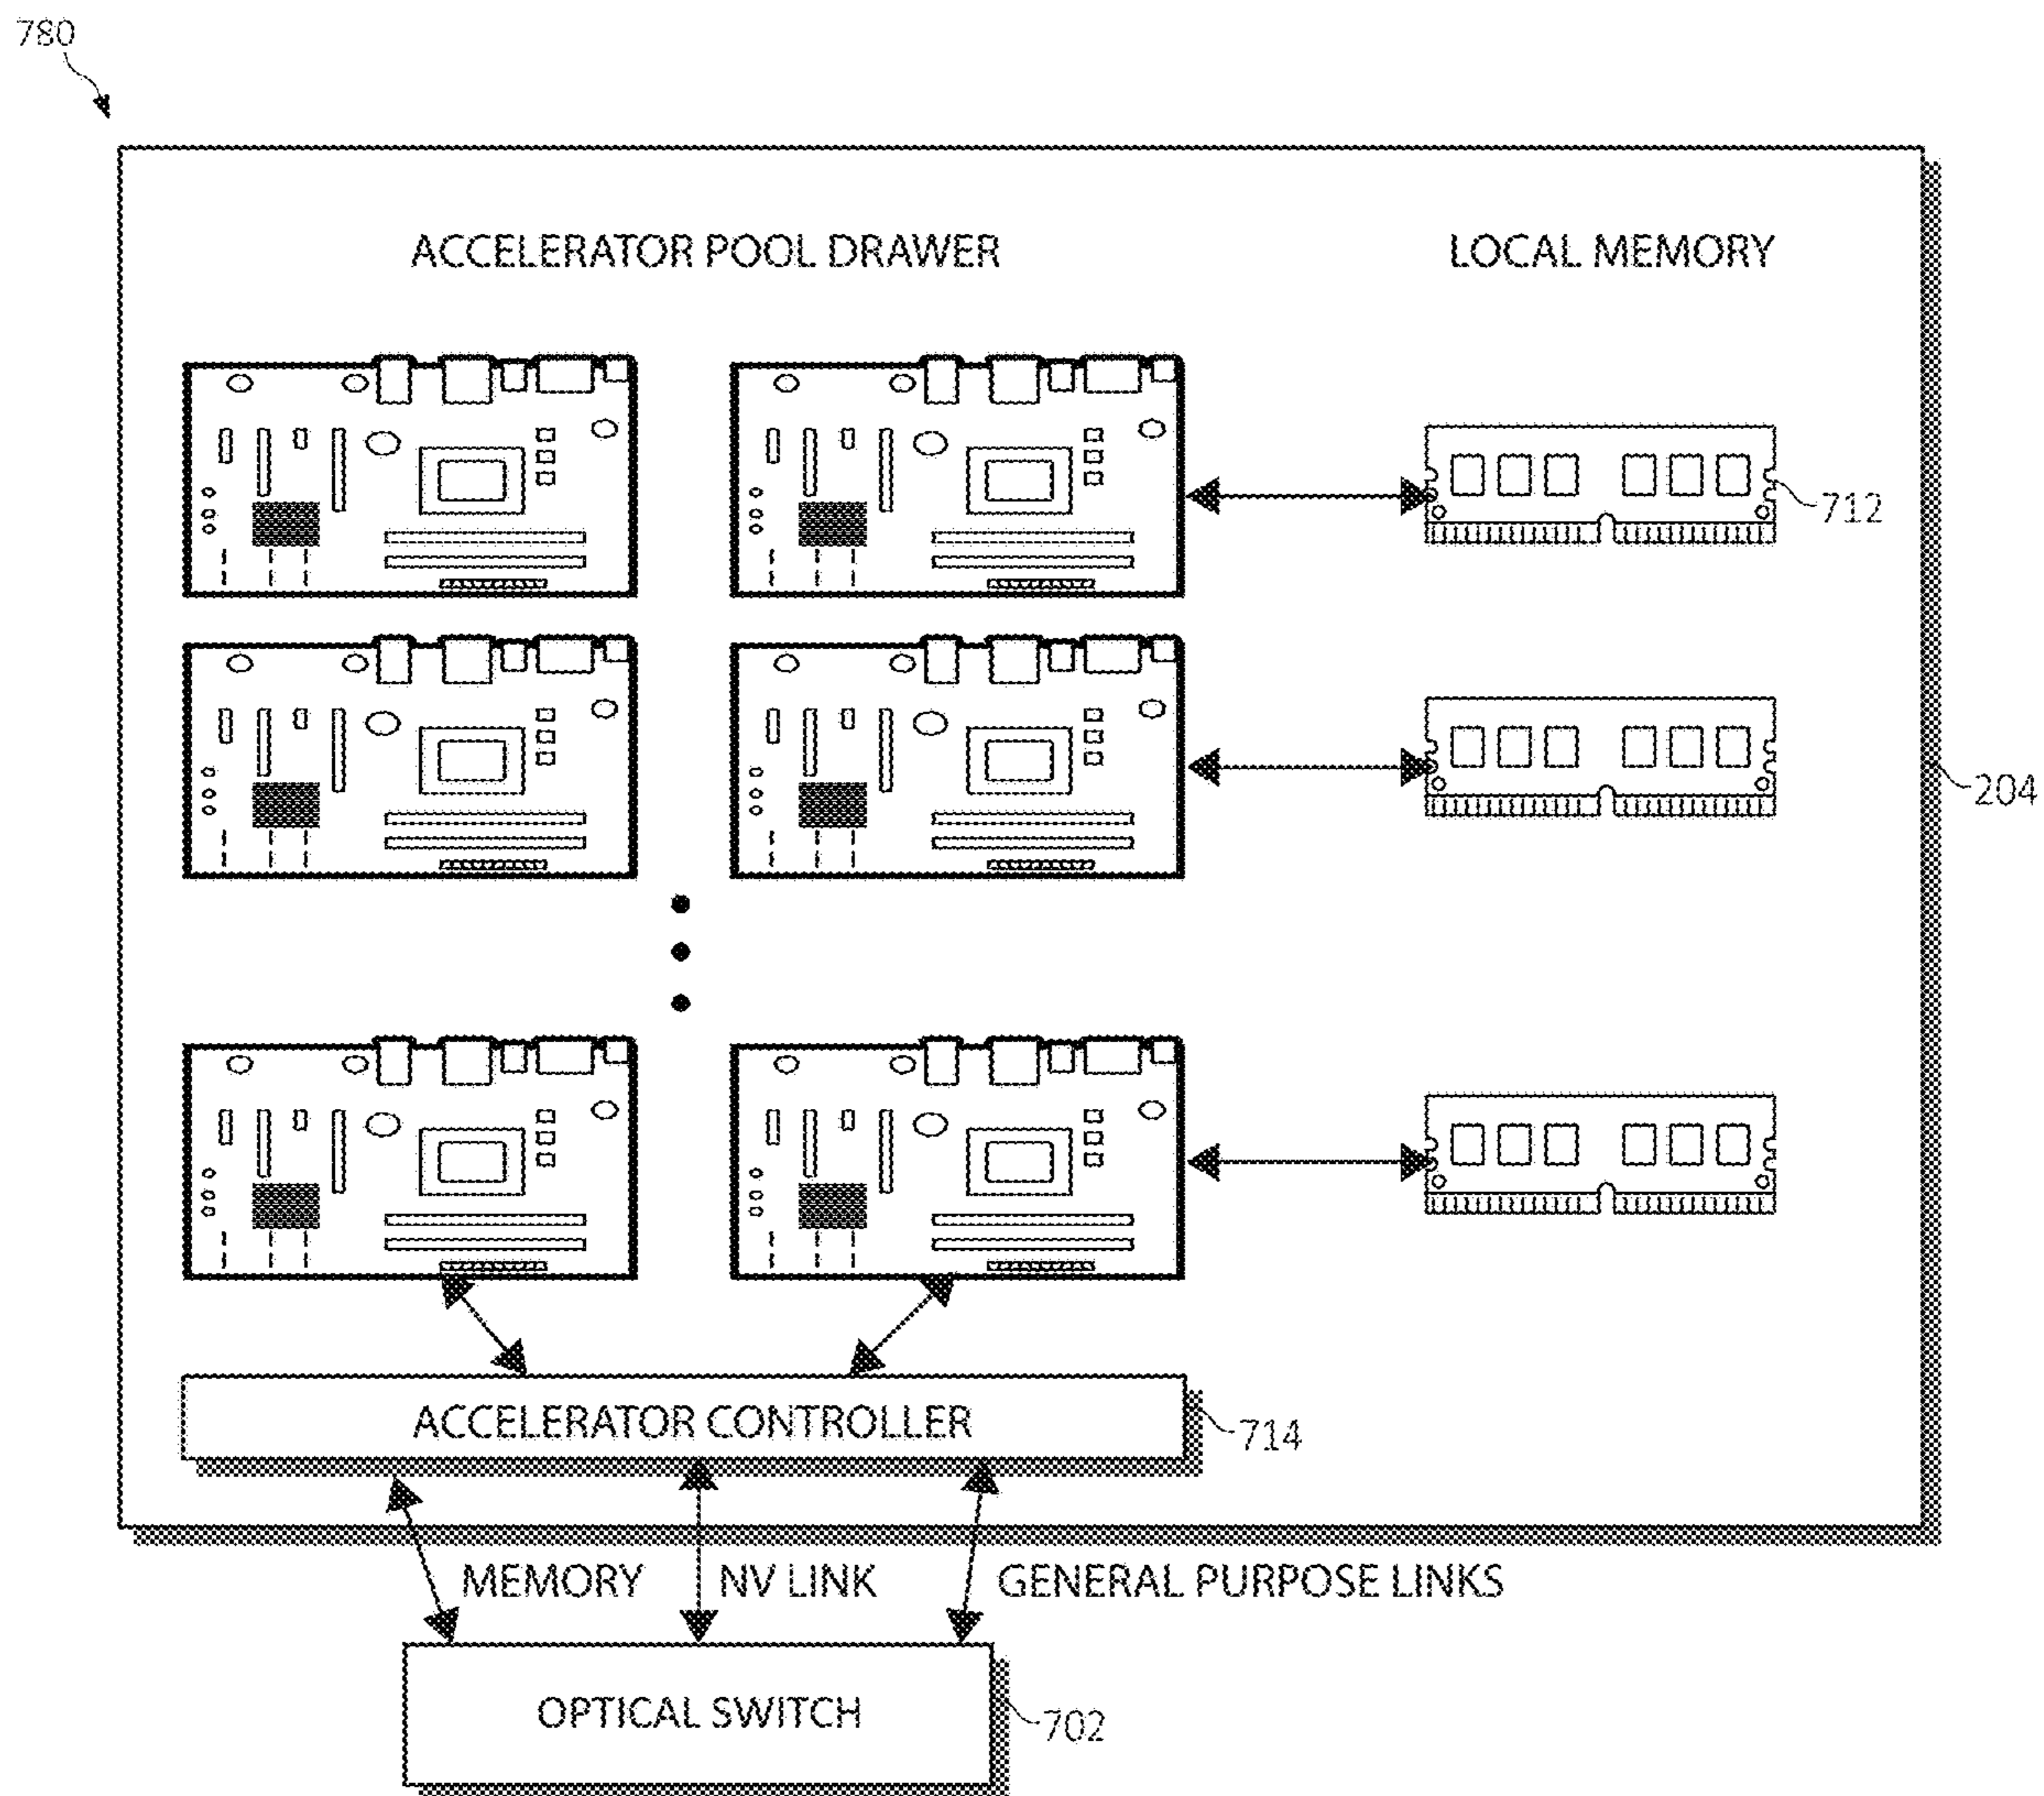 780
ACCELERATOR POOL DRAWER
LOCAL MEMORY
712
204
ACCELERATOR CONTROLLER
714
MEMORY
NV LINK
GENERAL PURPOSE LINKS
OPTICAL SWITCH
702